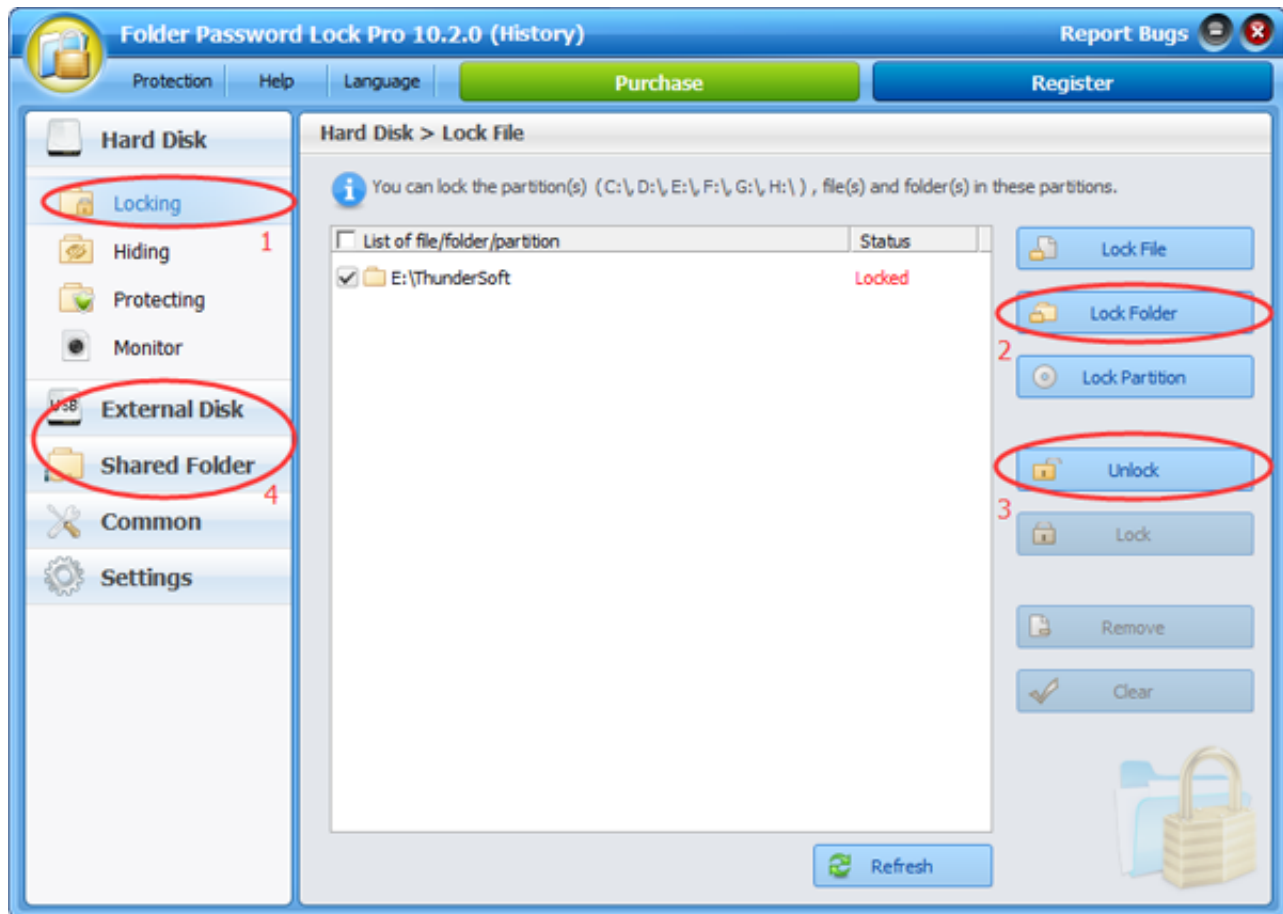 Folder Password Lock Pro 10.2.0 (History)
Report Bugs
Protection Help Language Purchase Register
Hard Disk
Locking
1
Hiding
Protecting
Monitor
USB
External Disk
Shared Folder
4
Common
Settings
Hard Disk > Lock File
i
You can lock the partition(s) (C:\, D:\, E:\, F:\, G:\, H:\ ) , file(s) and folder(s) in these partitions.
List of file/folder/partition Status
E:\ThunderSoft Locked
Lock File
Lock Folder
2
Lock Partition
Unlock
3
Lock
Remove
Clear
Refresh